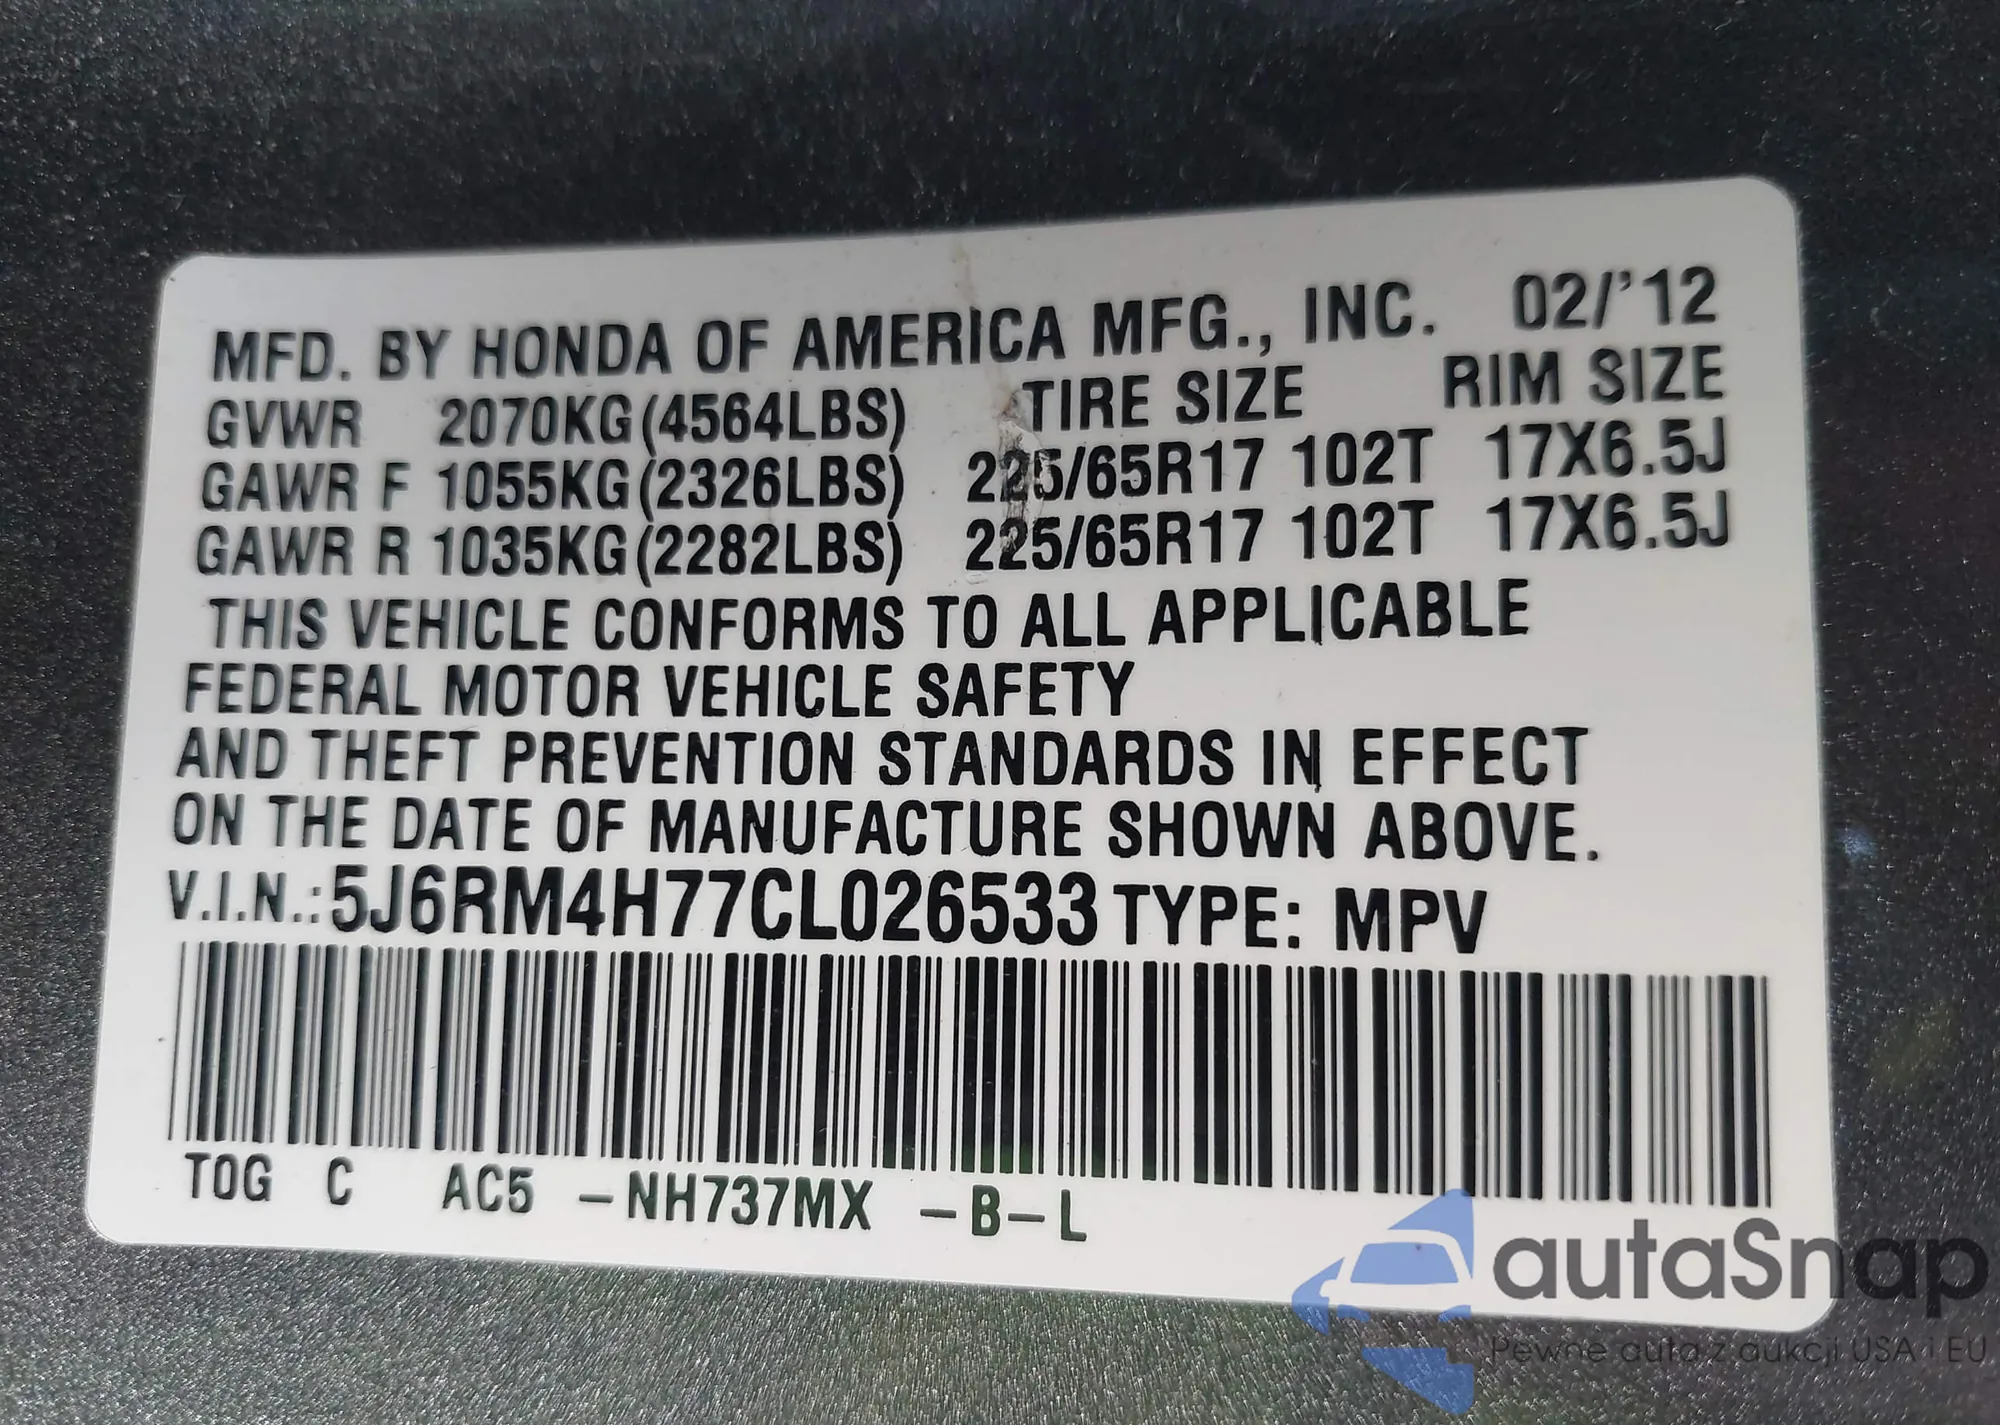 MFD. BY HONDA OF AMERICA MFG., INC. 02/'12
GVWR 2070KG(4564LBS) TIRE SIZE RIM SIZE
GAWR F 1055KG(2326LBS) 225/65R17 102T 17X6.5J
GAWR R 1035KG(2282LBS) 225/65R17 102T 17X6.5J
THIS VEHICLE CONFORMS TO ALL APPLICABLE
FEDERAL MOTOR VEHICLE SAFETY
AND THEFT PREVENTION STANDARDS IN EFFECT
ON THE DATE OF MANUFACTURE SHOWN ABOVE.
V.I.N.:5J6RM4H77CL026533 TYPE: MPV
T0G C AC5 -NH737MX -B-L
autaSnap
Pewne auta z aukcji USA i EU